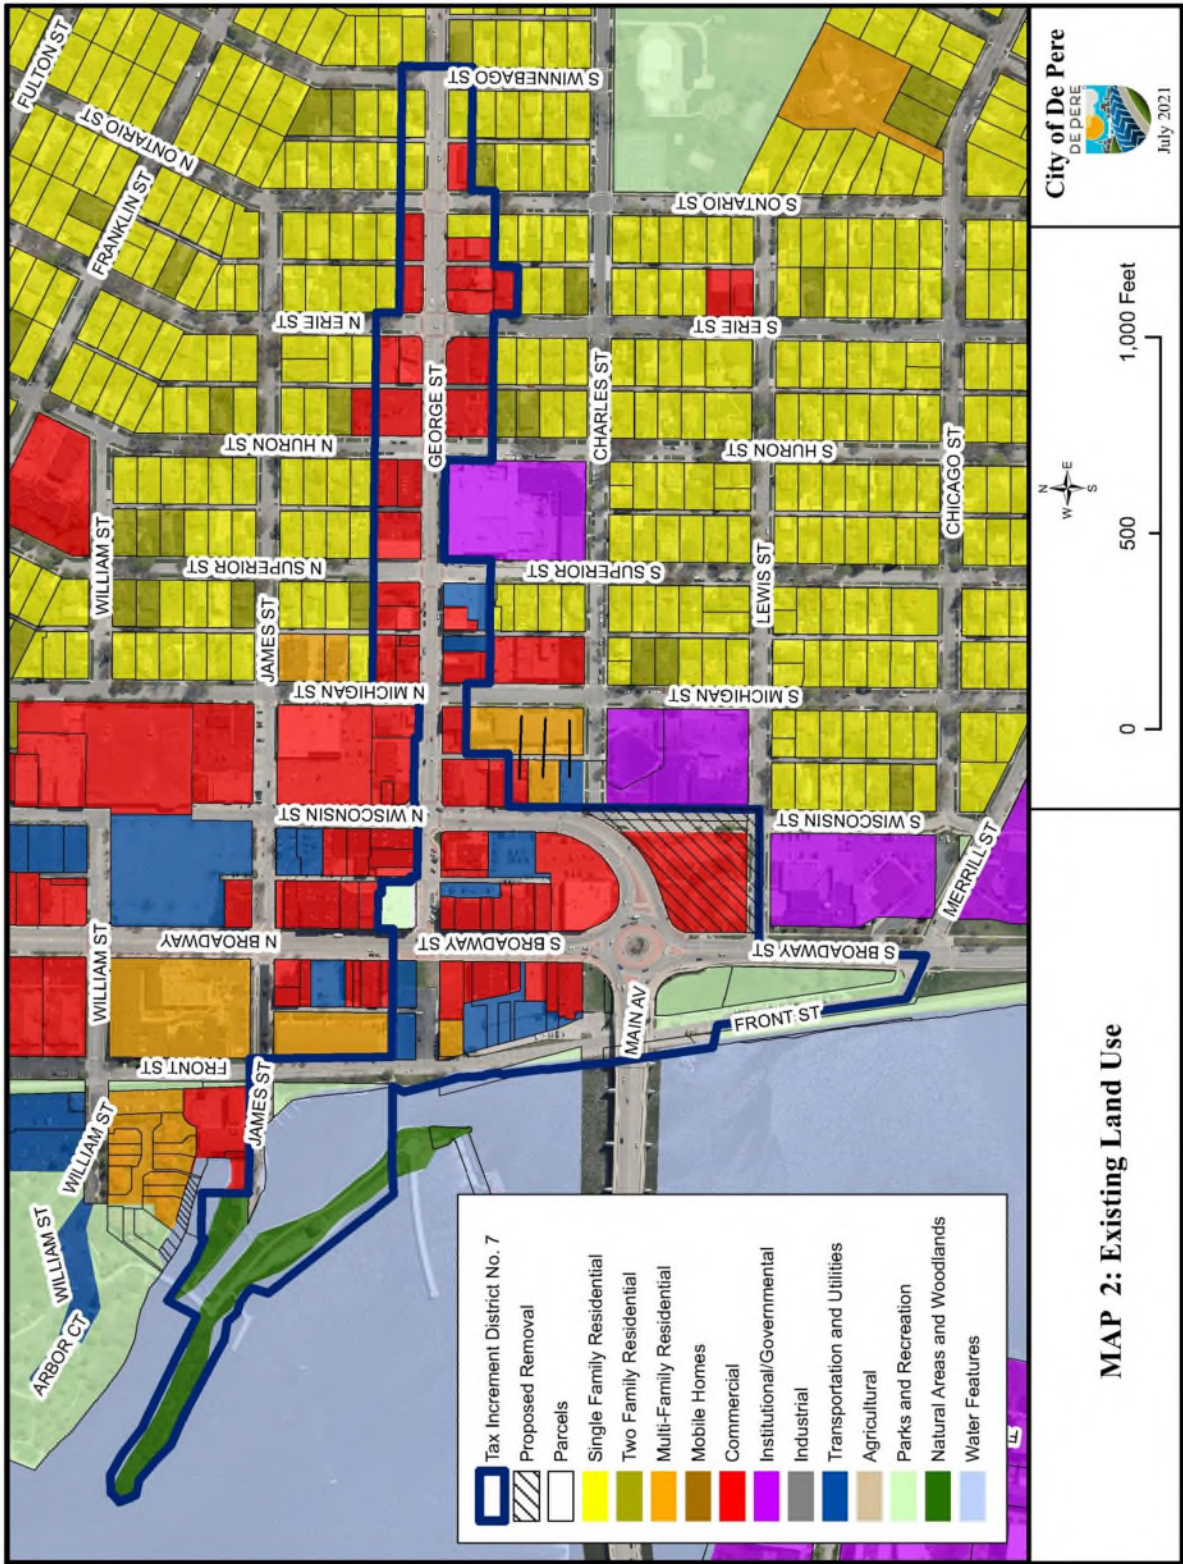 FULTON ST
N ONTARIO ST
FRANKLIN ST
S WINNEBAGO ST
S ONTARIO ST
N ERIE ST
S ERIE ST
GEORGE ST
CHARLES ST
N HURON ST
S HURON ST
CHICAGO ST
WILLIAM ST
N SUPERIOR ST
S SUPERIOR ST
LEWIS ST
JAMES ST
N MICHIGAN ST
S MICHIGAN ST
N WISCONSIN ST
S WISCONSIN ST
MERRILL ST
WILLIAM ST
N BROADWAY
S BROADWAY ST
S BROADWAY ST
S BROADWAY ST
MAIN AV
FRONT ST
FRONT ST
JAMES ST
WILLIAM ST
WILLIAM ST
ARBOR CT
Tax Increment District No. 7
Proposed Removal
Parcels
Single Family Residential
Two Family Residential
Multi-Family Residential
Mobile Homes
Commercial
Institutional/Governmental
Industrial
Transportation and Utilities
Agricultural
Parks and Recreation
Natural Areas and Woodlands
Water Features
MAP 2: Existing Land Use
0
500
1,000 Feet
N
E
S
W
City of De Pere
DE PERE
July 2021